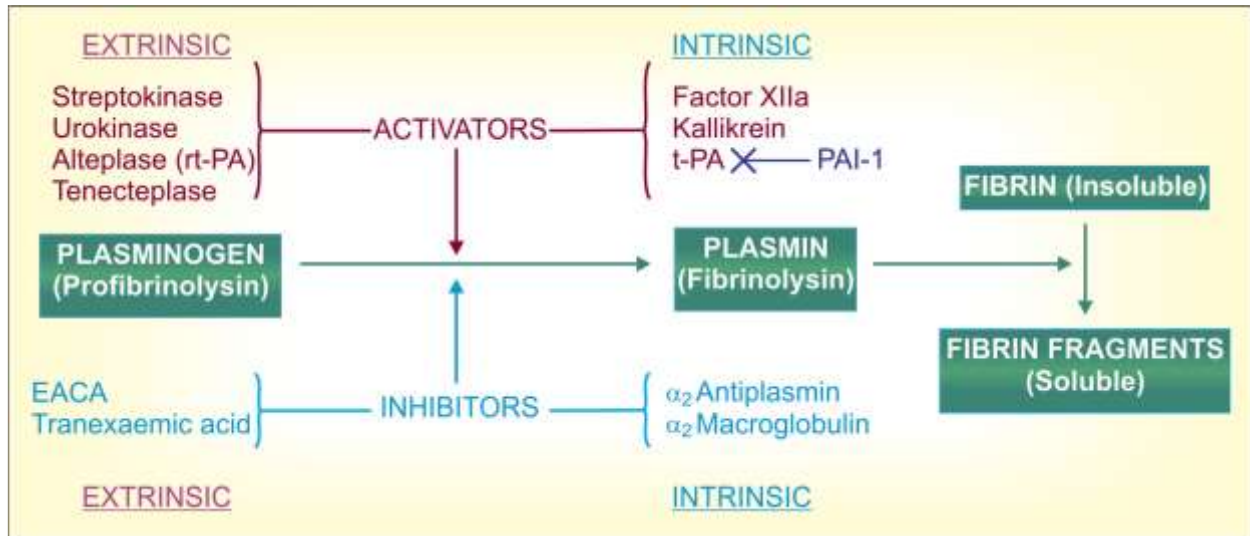 EXTRINSIC
INTRINSIC
Streptokinase
Urokinase
Alteplase (rt-PA)
Tenecteplase
ACTIVATORS
Factor XIIa
Kallikrein
t-PA
PAI-1
FIBRIN (Insoluble)
PLASMINOGEN
(Profibrinolysin)
PLASMIN
(Fibrinolysin)
FIBRIN FRAGMENTS
(Soluble)
EACA
Tranexaemic acid
INHIBITORS
α₂ Antiplasmin
α₂ Macroglobulin
EXTRINSIC
INTRINSIC